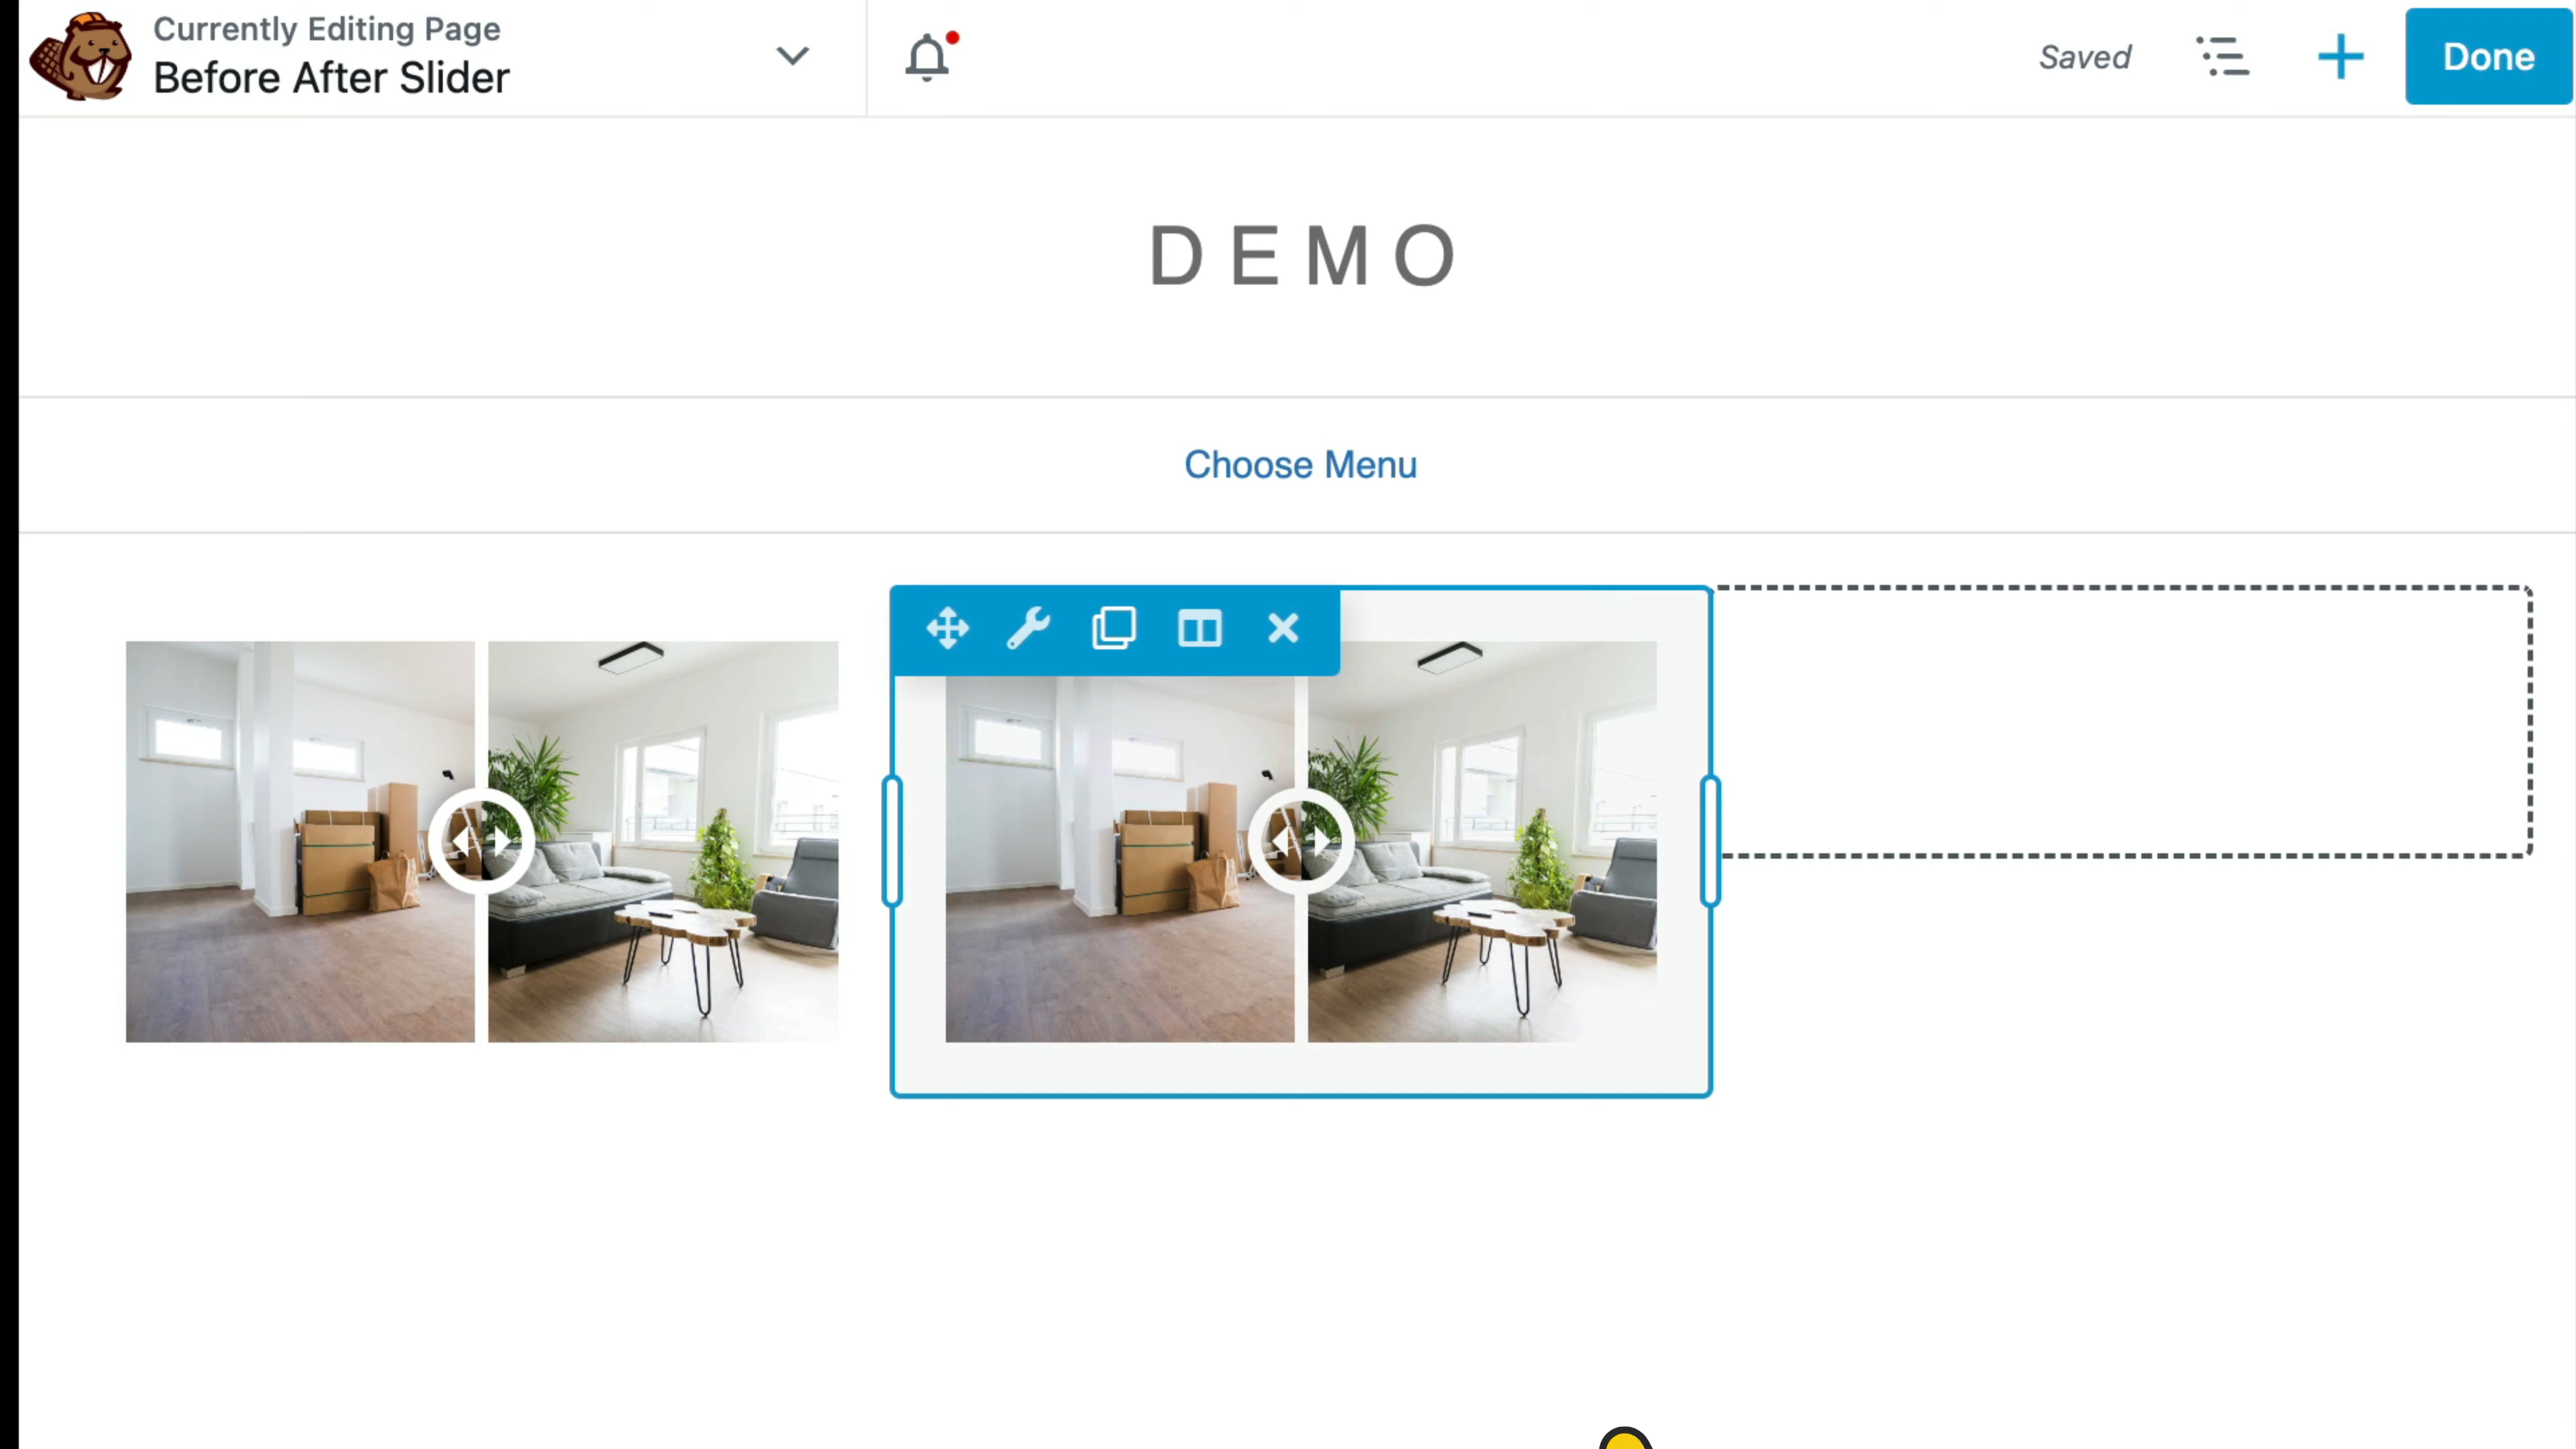 Currently Editing Page
Before After Slider
Saved
Done
DEMO
Choose Menu